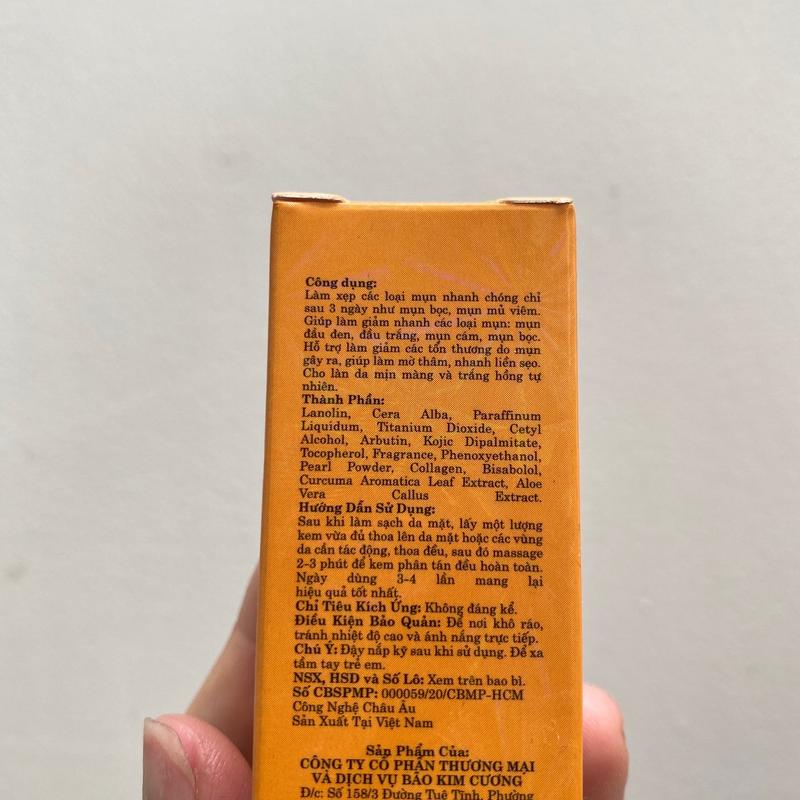 Công dụng:
Làm xẹp các loại mụn nhanh chóng chỉ
sau 3 ngày như mụn bọc, mụn mủ viêm.
Giúp làm giảm nhanh các loại mụn: mụn
đầu đen, đầu trắng, mụn cám, mụn bọc.
Hỗ trợ làm giảm các tổn thương do mụn
gây ra, giúp làm mờ thâm, nhanh liền sẹo.
Cho làn da mịn màng và trắng hồng tự
nhiên.
Thành Phần:
Lanolin, Cera Alba, Paraffinum
Liquidum, Titanium Dioxide, Cetyl
Alcohol, Arbutin, Kojic Dipalmitate,
Tocopherol, Fragrance, Phenoxyethanol,
Pearl Powder, Collagen, Bisabolol,
Curcuma Aromatica Leaf Extract, Aloe
Vera Callus Extract.
Hướng Dẫn Sử Dụng:
Sau khi làm sạch da mặt, lấy một lượng
kem vừa đủ thoa lên da mặt hoặc các vùng
da cần tác động, thoa đều, sau đó massage
2-3 phút để kem phân tán đều hoàn toàn.
Ngày dùng 3-4 lần mang lại
hiệu quả tốt nhất.
Chỉ Tiêu Kích Ứng: Không đáng kể.
Điều Kiện Bảo Quản: Để nơi khô ráo,
tránh nhiệt độ cao và ánh nắng trực tiếp.
Chú Ý: Đậy nắp kỹ sau khi sử dụng. Để xa
tầm tay trẻ em.
NSX, HSD và Số Lô: Xem trên bao bì.
Số CBSPMP: 000059/20/CBMP-HCM
Công Nghệ Châu Âu
Sản Xuất Tại Việt Nam
Sản Phẩm Của:
CÔNG TY CỔ PHẦN THƯƠNG MẠI
VÀ DỊCH VỤ BẢO KIM CƯƠNG
Đ/c: Số 158/3 Đường Tuệ Tĩnh, Phường